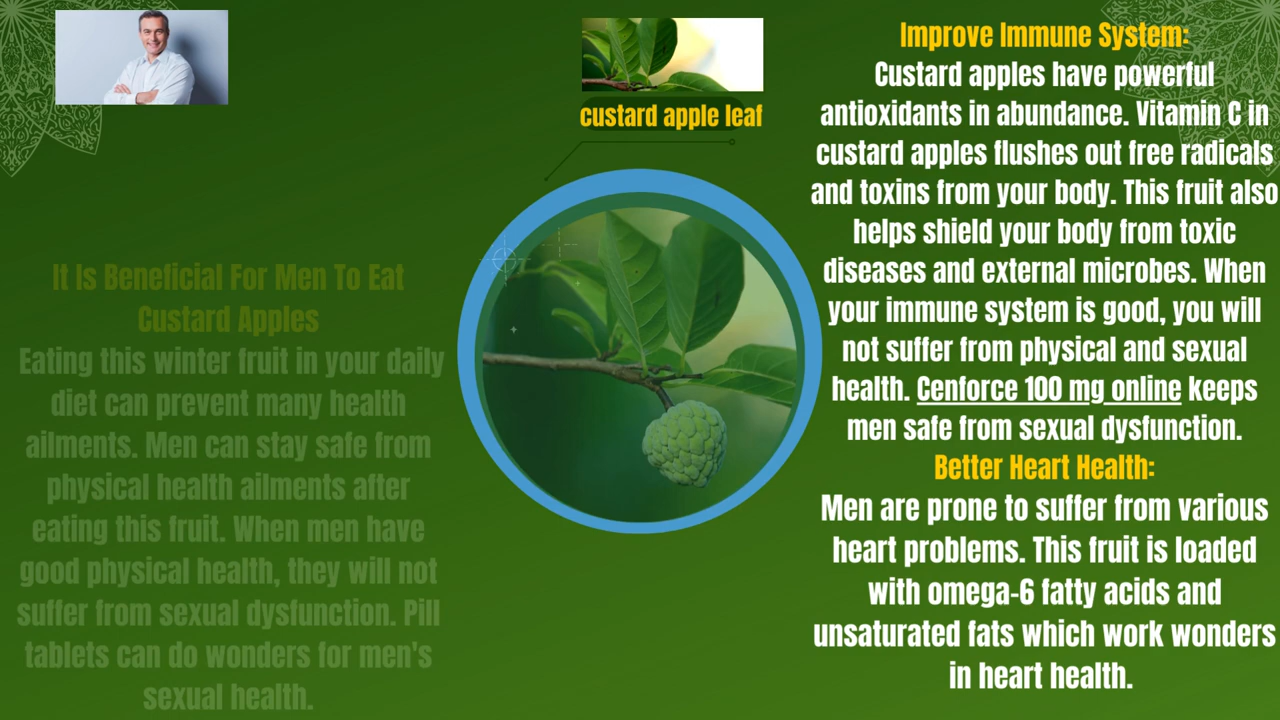 It Is Beneficial For Men To Eat
Custard Apples
Eating this winter fruit in your daily
diet can prevent many health
ailments. Men can stay safe from
physical health ailments after
eating this fruit. When men have
good physical health, they will not
suffer from sexual dysfunction. Pill
tablets can do wonders for men's
sexual health.
custard apple leaf
Improve Immune System:
Custard apples have powerful
antioxidants in abundance. Vitamin C in
custard apples flushes out free radicals
and toxins from your body. This fruit also
helps shield your body from toxic
diseases and external microbes. When
your immune system is good, you will
not suffer from physical and sexual
health. Cenforce 100 mg online keeps
men safe from sexual dysfunction.
Better Heart Health:
Men are prone to suffer from various
heart problems. This fruit is loaded
with omega-6 fatty acids and
unsaturated fats which work wonders
in heart health.